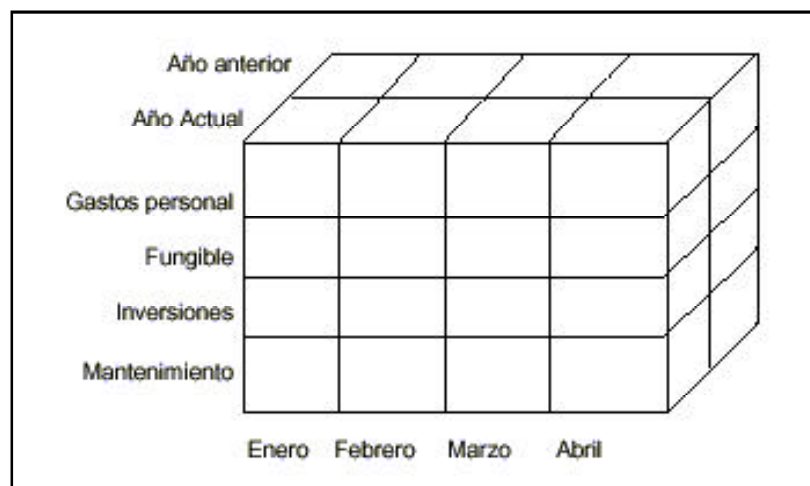 Año anterior
Año Actual
Gastos personal
Fungible
Inversiones
Mantenimiento
Enero Febrero Marzo Abril